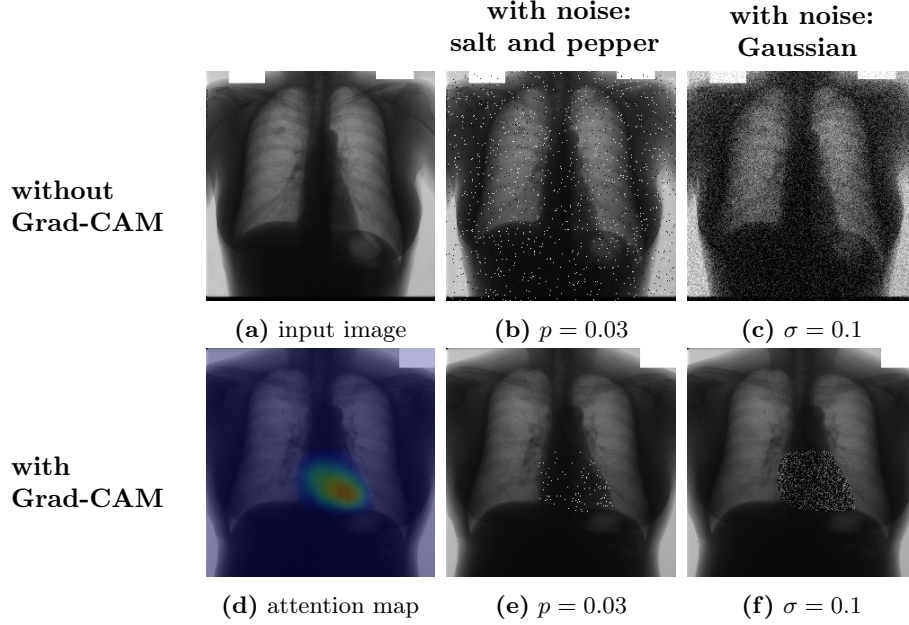 with noise:
salt and pepper
with noise:
Gaussian
without
Grad-CAM
(a) input image
(b) p = 0.03
(c) σ = 0.1
with
Grad-CAM
(d) attention map
(e) p = 0.03
(f) σ = 0.1